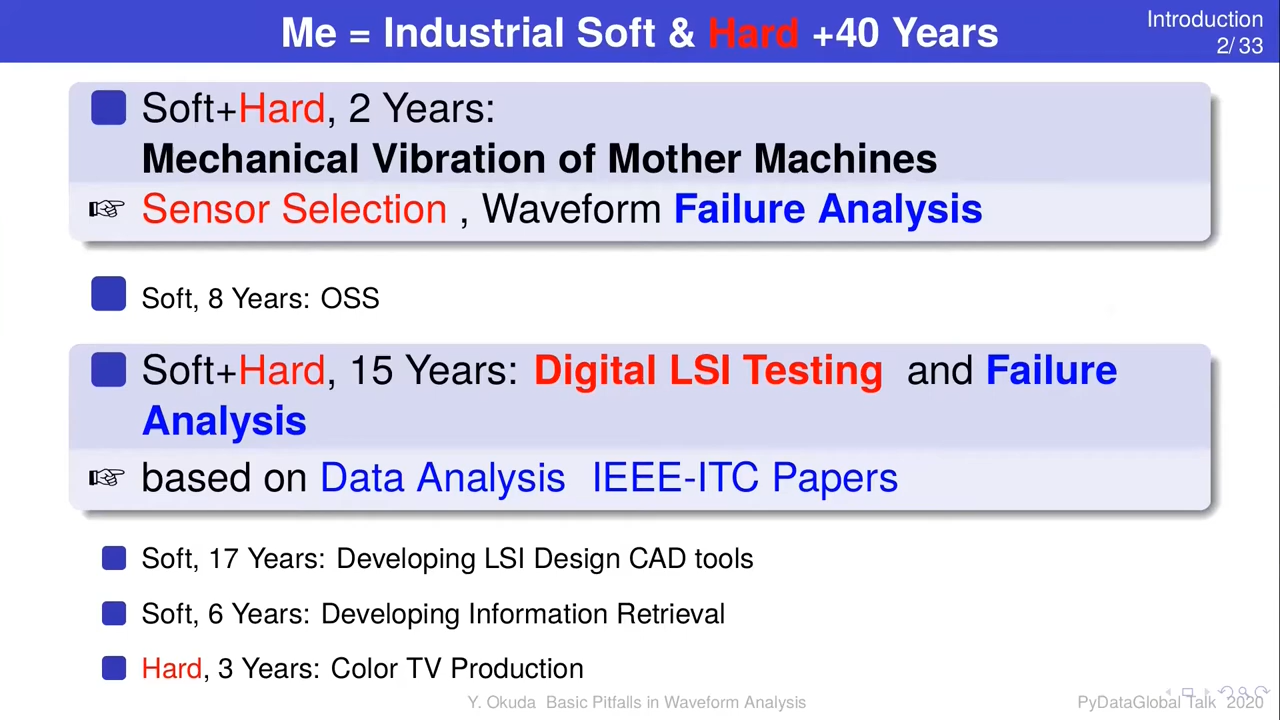 Me = Industrial Soft & Hard +40 Years
Introduction
2/ 33
Soft+Hard, 2 Years:
Mechanical Vibration of Mother Machines
☞ Sensor Selection , Waveform Failure Analysis
Soft, 8 Years: OSS
Soft+Hard, 15 Years: Digital LSI Testing and Failure
Analysis
☞ based on Data Analysis IEEE-ITC Papers
Soft, 17 Years: Developing LSI Design CAD tools
Soft, 6 Years: Developing Information Retrieval
Hard, 3 Years: Color TV Production
Y. Okuda Basic Pitfalls in Waveform Analysis
PyDataGlobal Talk 2020